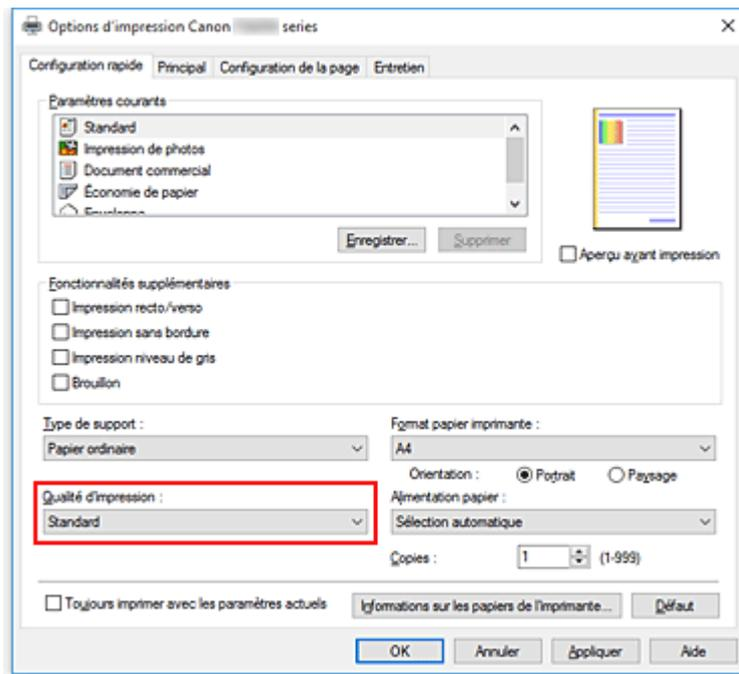 Options d'impression Canon series
Configuration rapide Principal Configuration de la page Entretien
Paramètres courants
Standard
Impression de photos
Document commercial
Économie de papier
Enregistrer... Supprimer
Aperçu avant impression
Fonctionnalités supplémentaires
Impression recto/verso
Impression sans bordure
Impression niveau de gris
Brouillon
Type de support : Format papier imprimante :
Papier ordinaire A4
Orientation : Portrait Paysage
Qualité d'impression : Alimentation papier :
Standard Sélection automatique
Copies : 1 (1-999)
Toujours imprimer avec les paramètres actuels Informations sur les papiers de l'imprimante... Défaut
OK Annuler Appliquer Aide